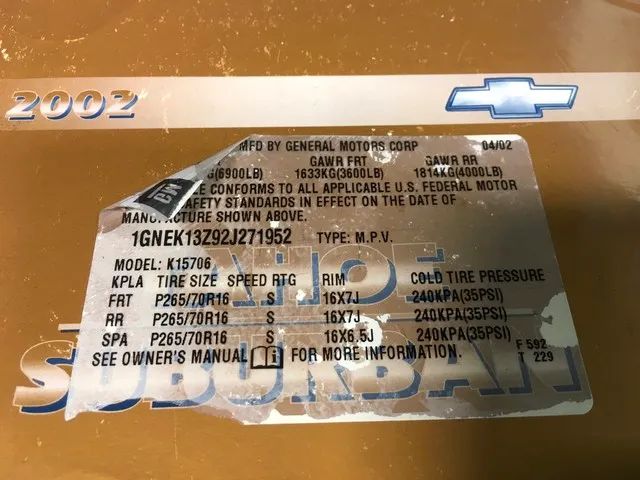 2002
MFD BY GENERAL MOTORS CORP 04/02
GAWR FRT GAWR RR
G(6900LB) 1633KG(3600LB) 1814KG(4000LB)
LE CONFORMS TO ALL APPLICABLE U.S. FEDERAL MOTOR
AFETY STANDARDS IN EFFECT ON THE DATE OF
MANUFACTURE SHOWN ABOVE.
GM
1GNEK13Z92J271952 TYPE: M.P.V.
MODEL: K15706
KPLA TIRE SIZE SPEED RTG RIM COLD TIRE PRESSURE
FRT P265/70R16 S 16X7J 240KPA(35PSI)
RR P265/70R16 S 16X7J 240KPA(35PSI)
SPA P265/70R16 S 16X6.5J 240KPA(35PSI)
SEE OWNER'S MANUAL FOR MORE INFORMATION.
F 592
T 229
TAHOE
SUBURBAN